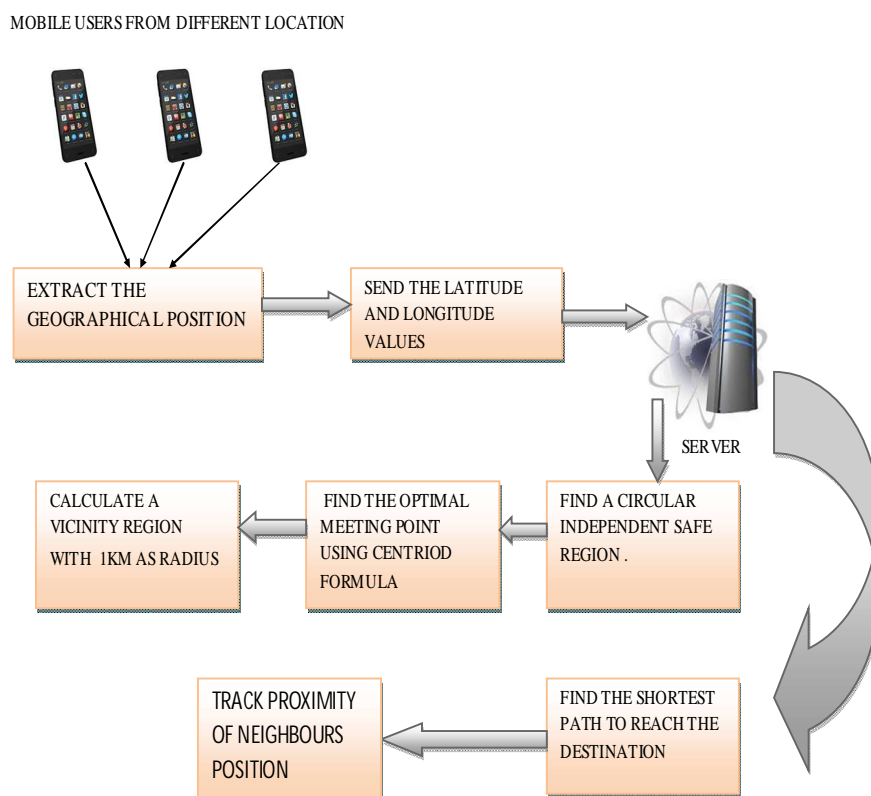 MOBILE USERS FROM DIFFERENT LOCATION
EXTRACT THE
GEOGRAPHICAL POSITION
SEND THE LATITUDE
AND LONGITUDE
VALUES
SERVER
CALCULATE A
VICINITY REGION
WITH 1KM AS RADIUS
FIND THE OPTIMAL
MEETING POINT
USING CENTRIOD
FORMULA
FIND A CIRCULAR
INDEPENDENT SAFE
REGION .
TRACK PROXIMITY
OF NEIGHBOURS
POSITION
FIND THE SHORTEST
PATH TO REACH THE
DESTINATION